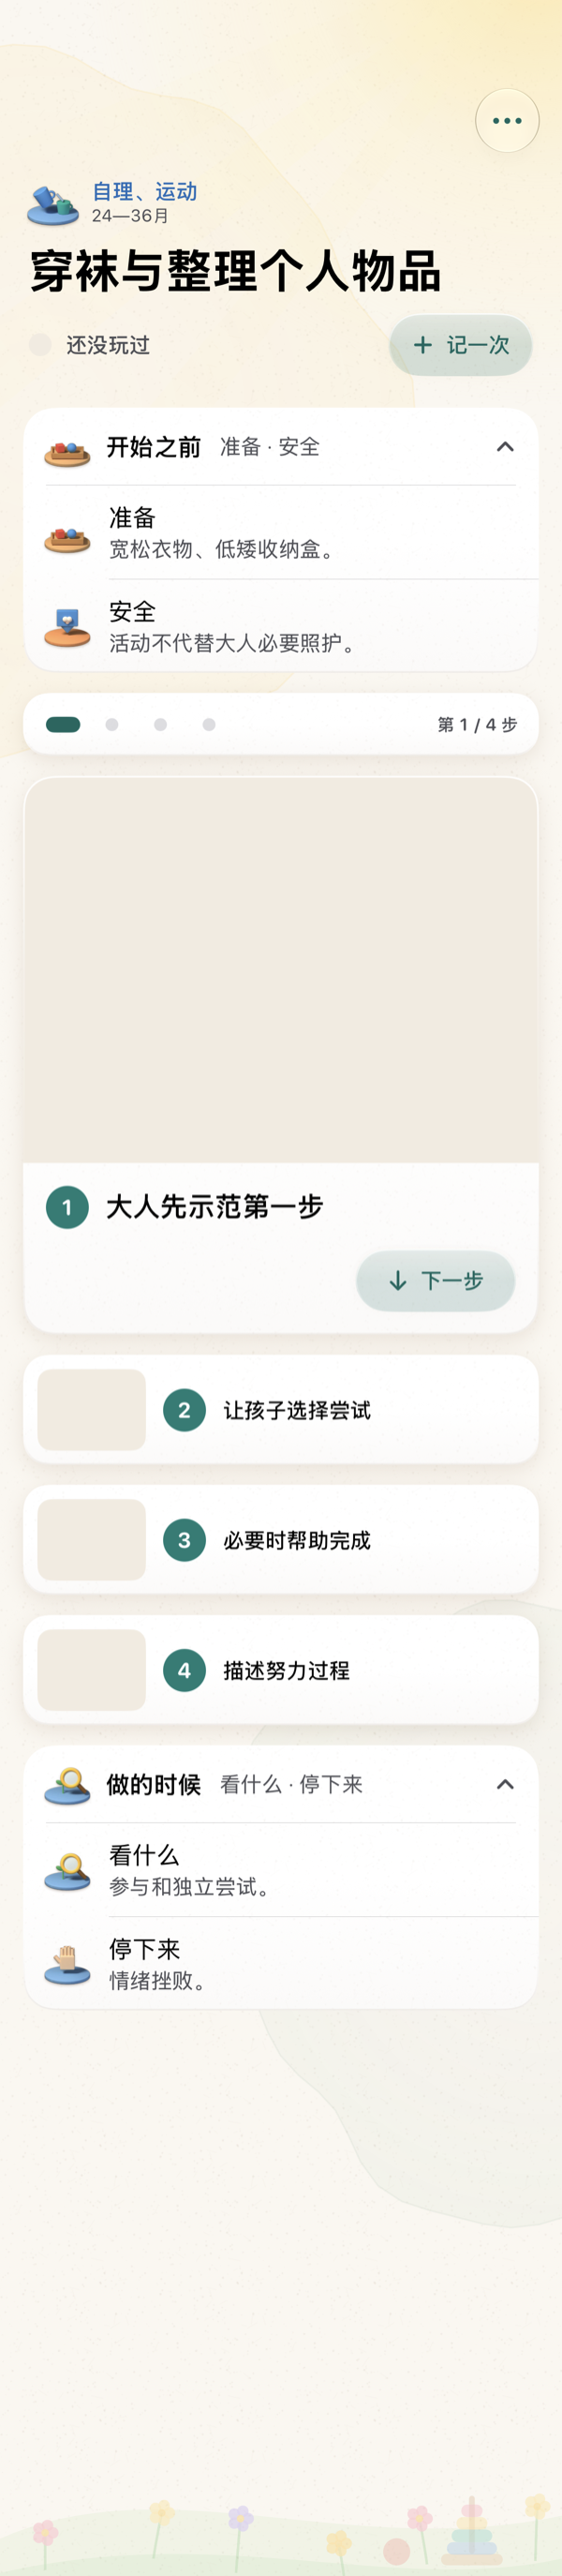 自理、运动
24—36月
穿袜与整理个人物品
还没玩过
记一次
开始之前 准备 · 安全
准备
宽松衣物、低矮收纳盒。
安全
活动不代替大人必要照护。
第 1 / 4 步
1 大人先示范第一步
下一步
2 让孩子选择尝试
3 必要时帮助完成
4 描述努力过程
做的时候 看什么 · 停下来
看什么
参与和独立尝试。
停下来
情绪挫败。